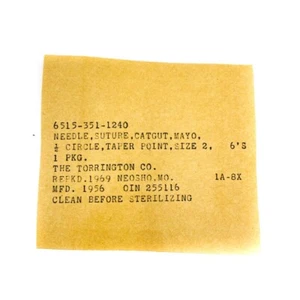 6515-351-1240
NEEDLE,SUTURE,CATGUT,MAYO,
½ CIRCLE,TAPER POINT,SIZE 2, 6'S
1 PKG.
THE TORRINGTON CO.
REPKD.1969 NEOSHO,MO. 1A-8X
MFD. 1956 OIN 255116
CLEAN BEFORE STERILIZING